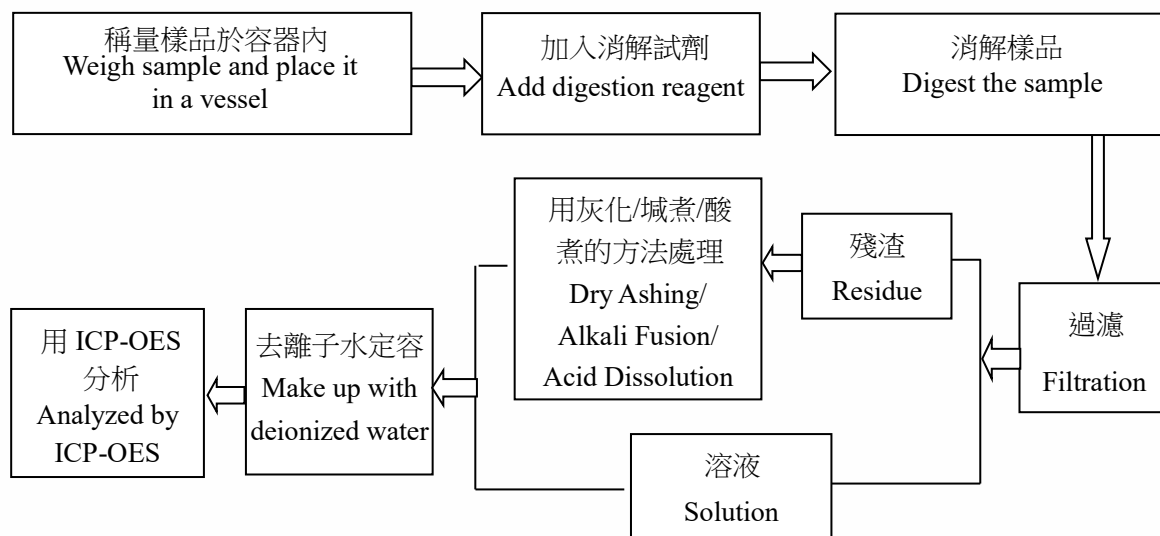 稱量樣品於容器內
Weigh sample and place it
in a vessel
加入消解試劑
Add digestion reagent
消解樣品
Digest the sample
過濾
Filtration
殘渣
Residue
用灰化/堿煮/酸
煮的方法處理
Dry Ashing/
Alkali Fusion/
Acid Dissolution
溶液
Solution
去離子水定容
Make up with
deionized water
用 ICP-OES
分析
Analyzed by
ICP-OES